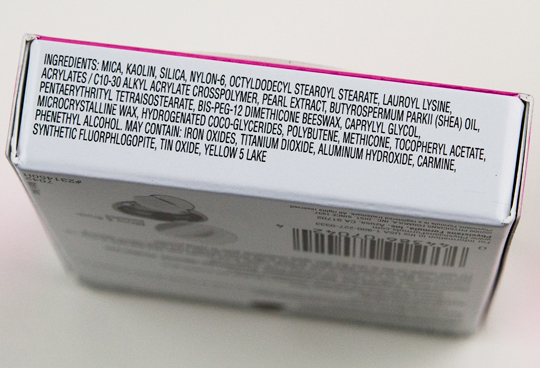 INGREDIENTS: MICA, KAOLIN, SILICA, NYLON-6, OCTYLDODECYL STEAROYL STEARATE, LAUROYL LYSINE,
ACRYLATES / C10-30 ALKYL ACRYLATE CROSSPOLYMER, PEARL EXTRACT, BUTYROSPERMUM PARKII (SHEA) OIL,
PENTAERYTHRITYL TETRAISOSTEARATE, BIS-PEG-12 DIMETHICONE BEESWAX, CAPRYLYL GLYCOL,
MICROCRYSTALLINE WAX, HYDROGENATED COCO-GLYCERIDES, POLYBUTENE, METHICONE, TOCOPHERYL ACETATE,
PHENETHYL ALCOHOL. MAY CONTAIN: IRON OXIDES, TITANIUM DIOXIDE, ALUMINUM HYDROXIDE, CARMINE,
SYNTHETIC FLUORPHLOGOPITE, TIN OXIDE, YELLOW 5 LAKE